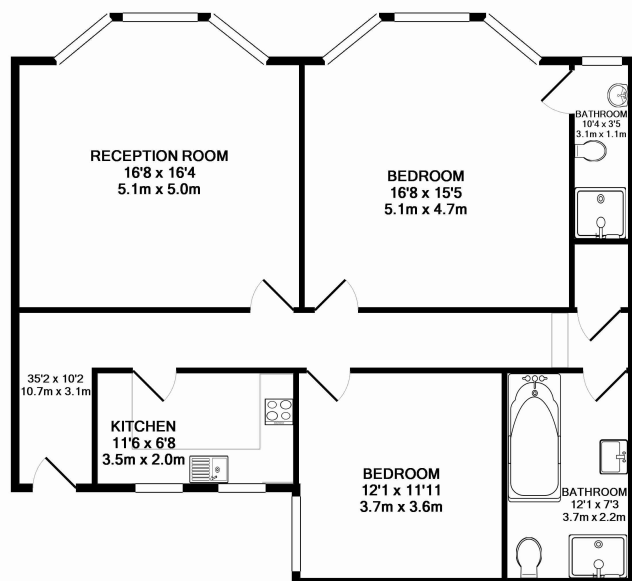 RECEPTION ROOM
16'8 x 16'4
5.1m x 5.0m
BEDROOM
16'8 x 15'5
5.1m x 4.7m
BATHROOM
10'4 x 3'5
3.1m x 1.1m
35'2 x 10'2
10.7m x 3.1m
KITCHEN
11'6 x 6'8
3.5m x 2.0m
BEDROOM
12'1 x 11'11
3.7m x 3.6m
BATHROOM
12'1 x 7'3
3.7m x 2.2m